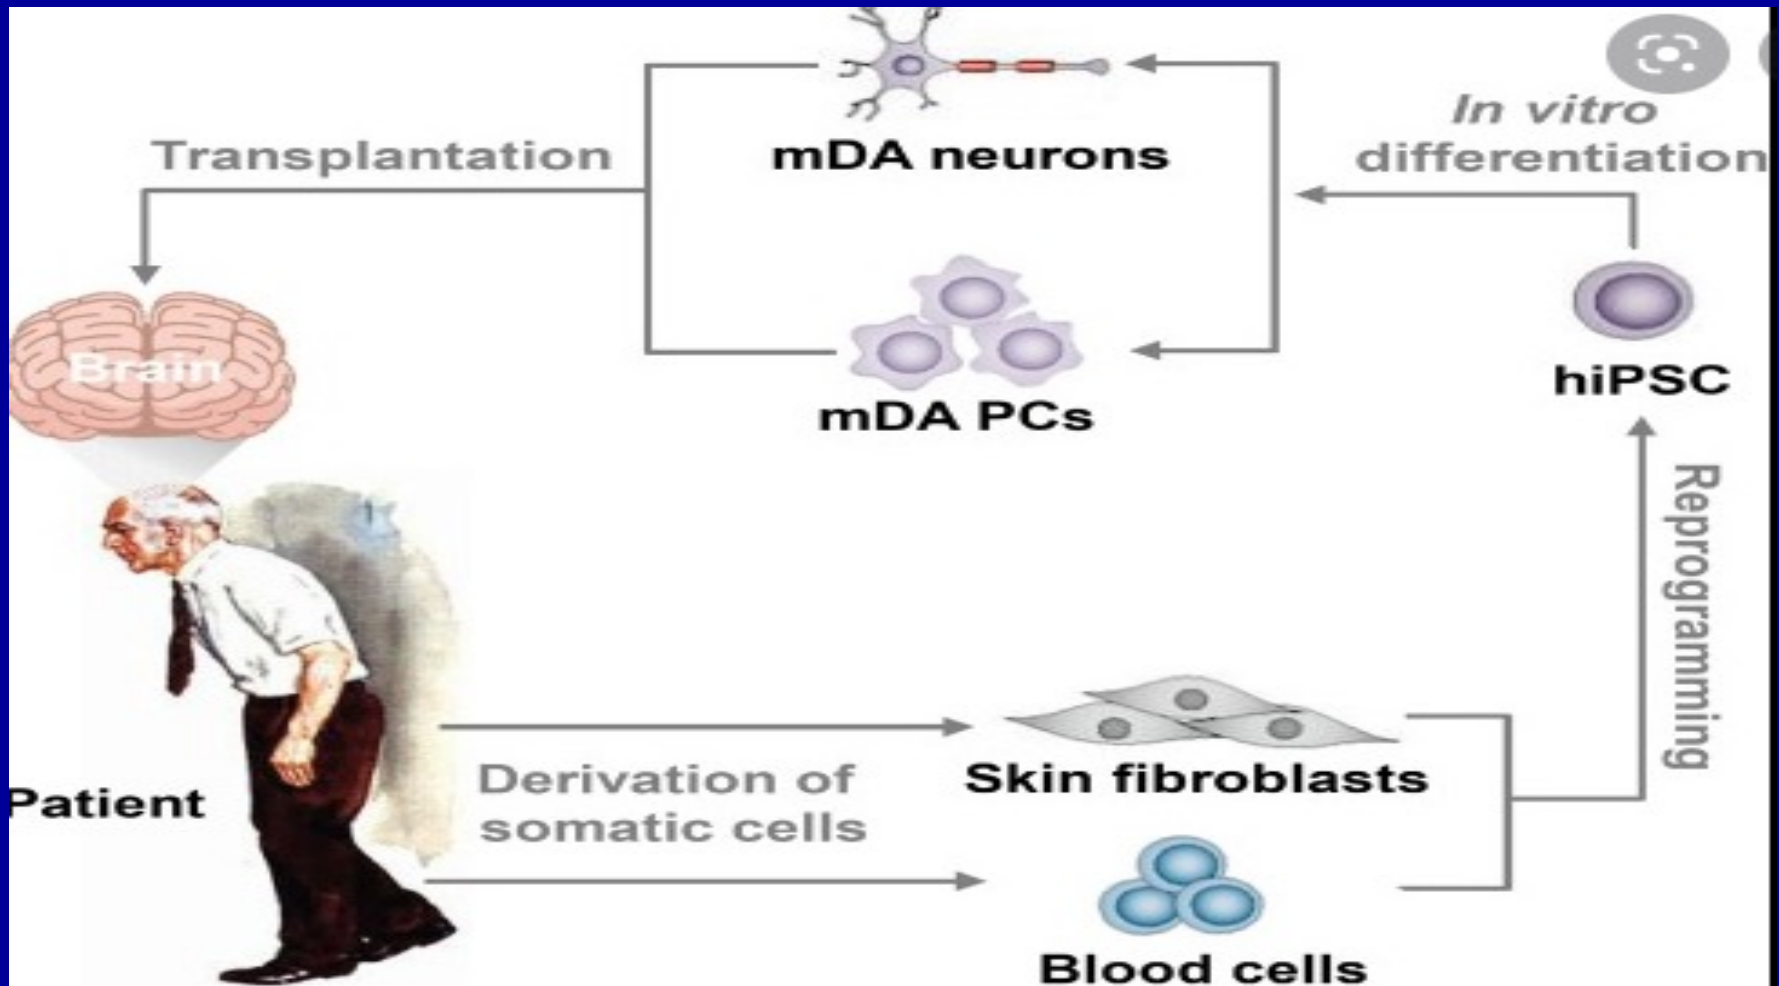 mDA neurons
Transplantation
In vitro
differentiation
Brain
mDA PCs
hiPSC
Reprogramming
Patient
Derivation of
somatic cells
Skin fibroblasts
Blood cells